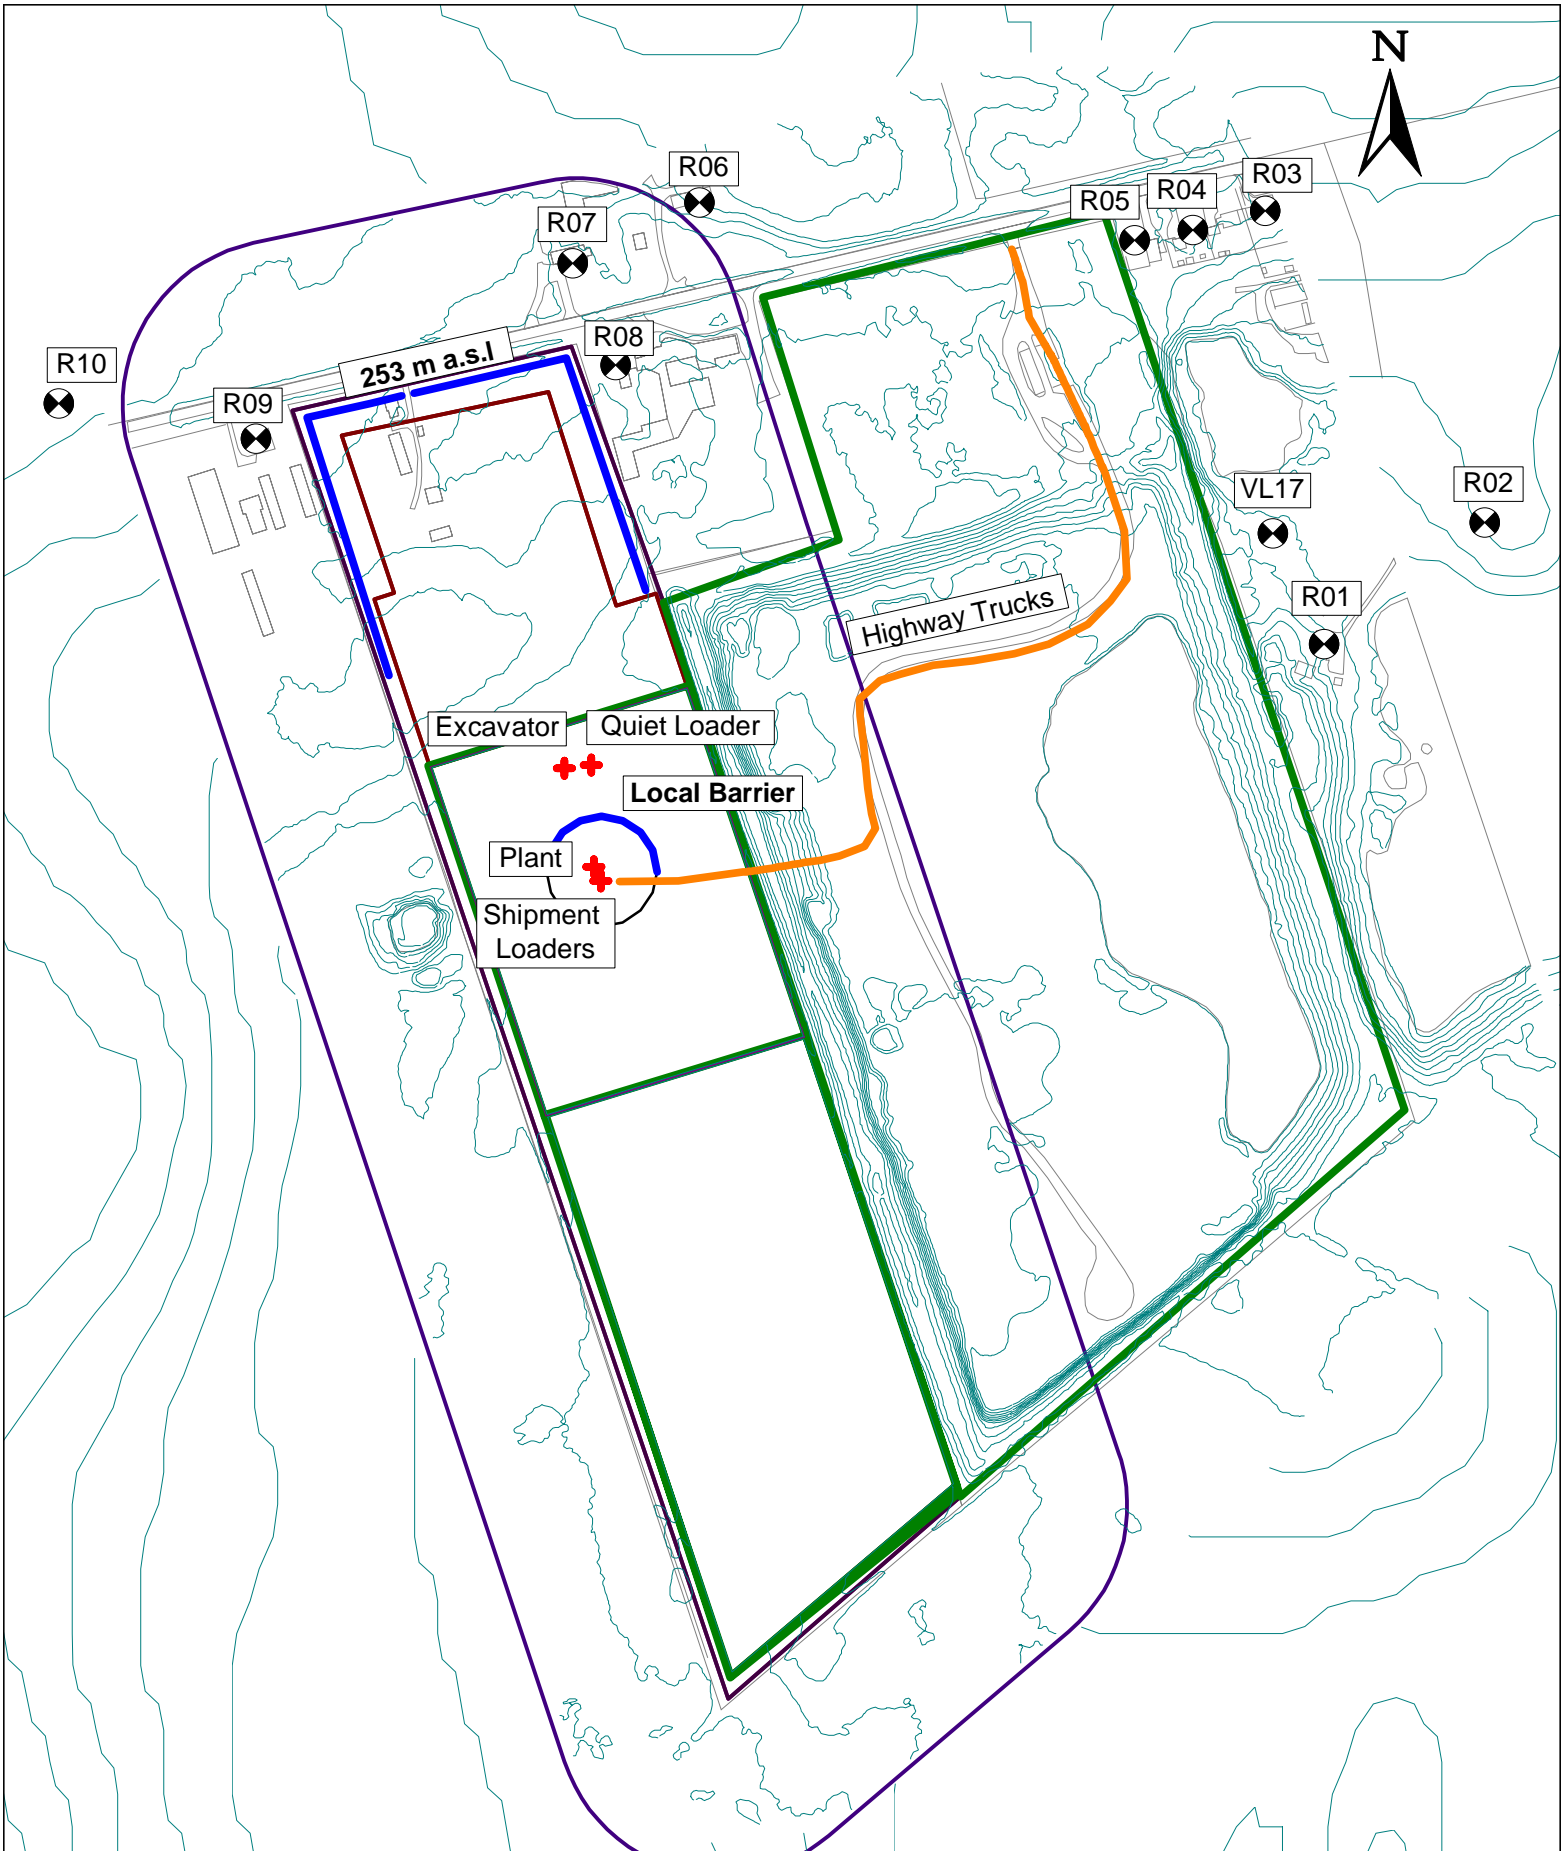 N
R06
R03
R04
R05
R07
R08
253 m a.s.l
R10
R09
VL17
R02
R01
Highway Trucks
Excavator
Quiet Loader
Local Barrier
Plant
Shipment
Loaders